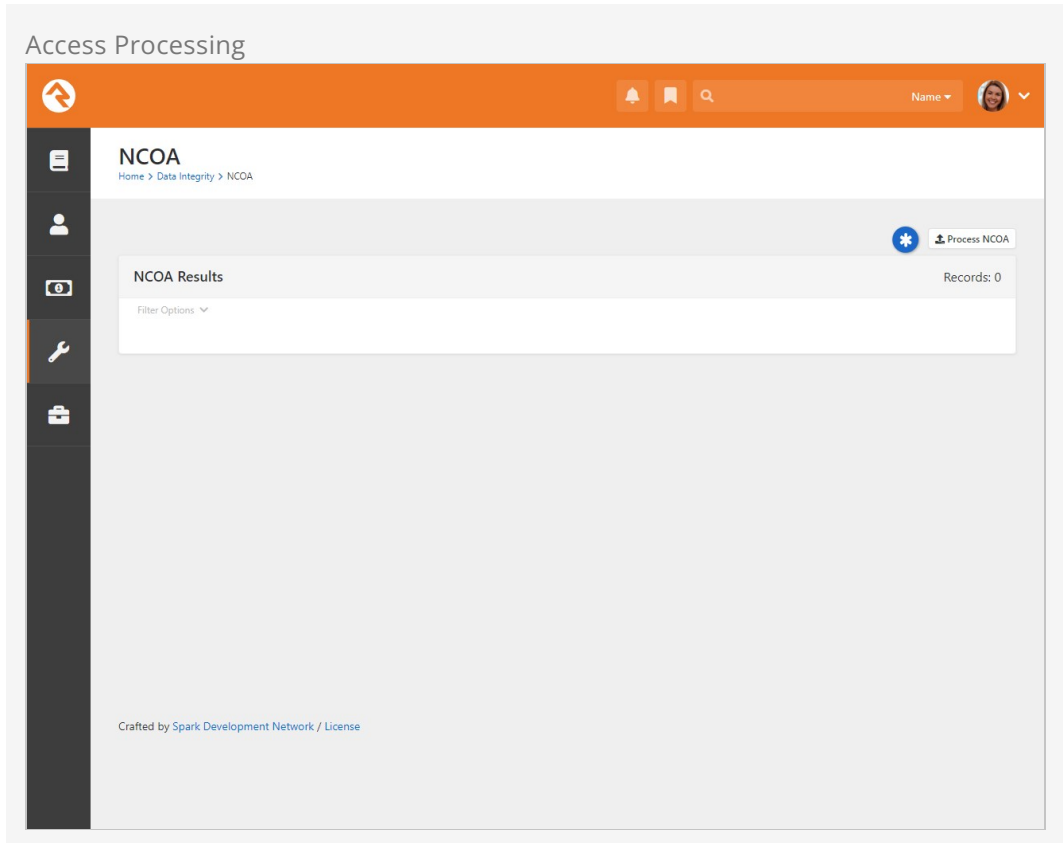 Access Processing
Name
NCOA
Home > Data Integrity > NCOA
Process NCOA
NCOA Results
Records: 0
Filter Options
Crafted by Spark Development Network / License